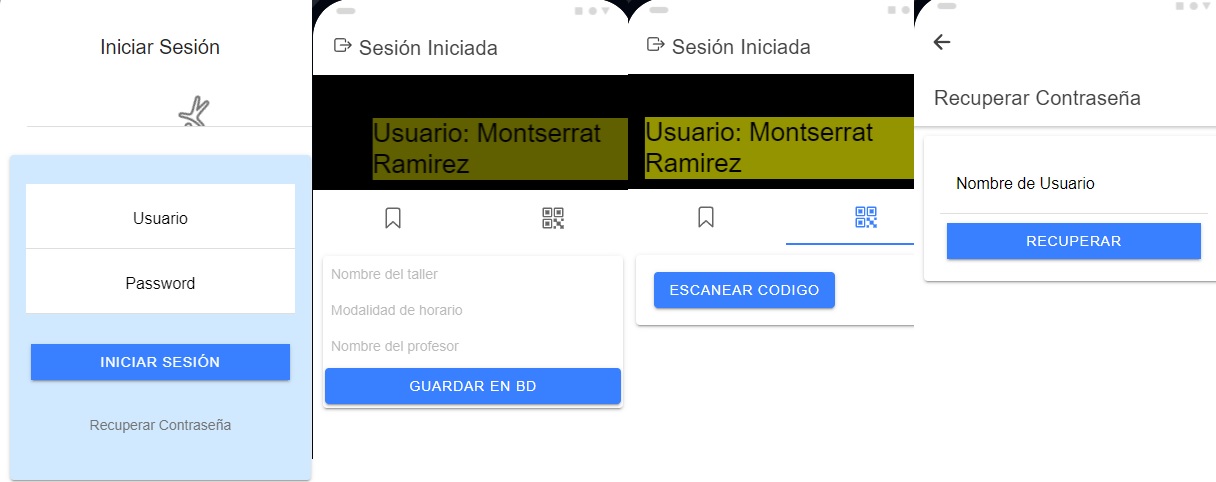 Iniciar Sesión
Usuario
Password
INICIAR SESIÓN
Recuperar Contraseña
Sesión Iniciada
Usuario: Montserrat
Ramirez
Nombre del taller
Modalidad de horario
Nombre del profesor
GUARDAR EN BD
Sesión Iniciada
Usuario: Montserrat
Ramirez
ESCANEAR CODIGO
Recuperar Contraseña
Nombre de Usuario
RECUPERAR